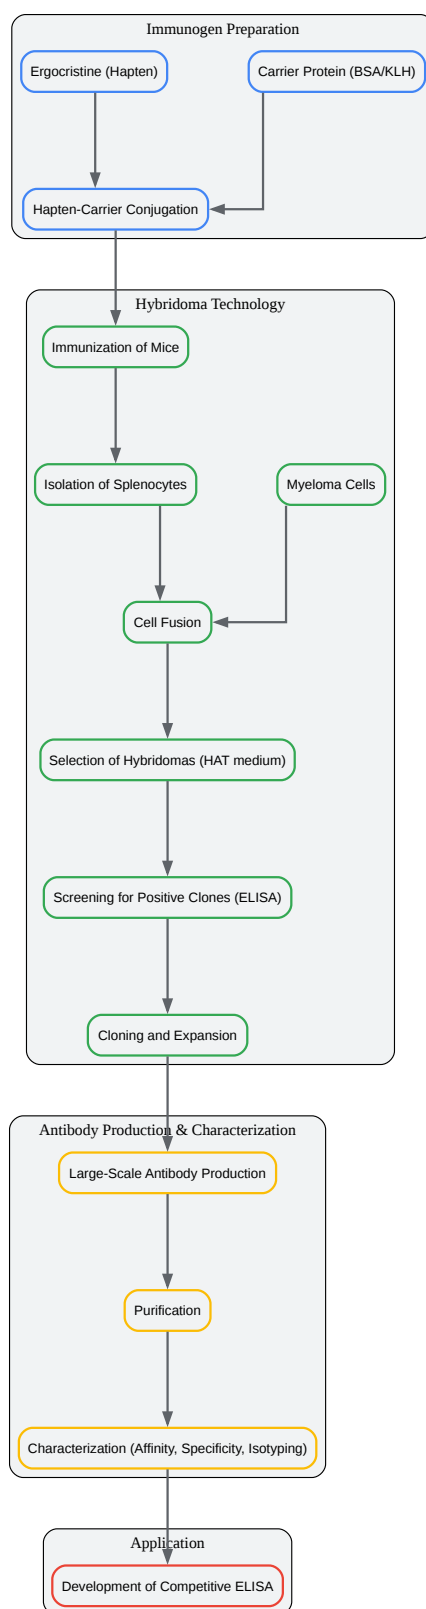 Immunogen Preparation
Ergocristine (Hapten)
Carrier Protein (BSA/KLH)
Hapten-Carrier Conjugation
Hybridoma Technology
Immunization of Mice
Isolation of Splenocytes
Myeloma Cells
Cell Fusion
Selection of Hybridomas (HAT medium)
Screening for Positive Clones (ELISA)
Cloning and Expansion
Antibody Production & Characterization
Large-Scale Antibody Production
Purification
Characterization (Affinity, Specificity, Isotyping)
Application
Development of Competitive ELISA